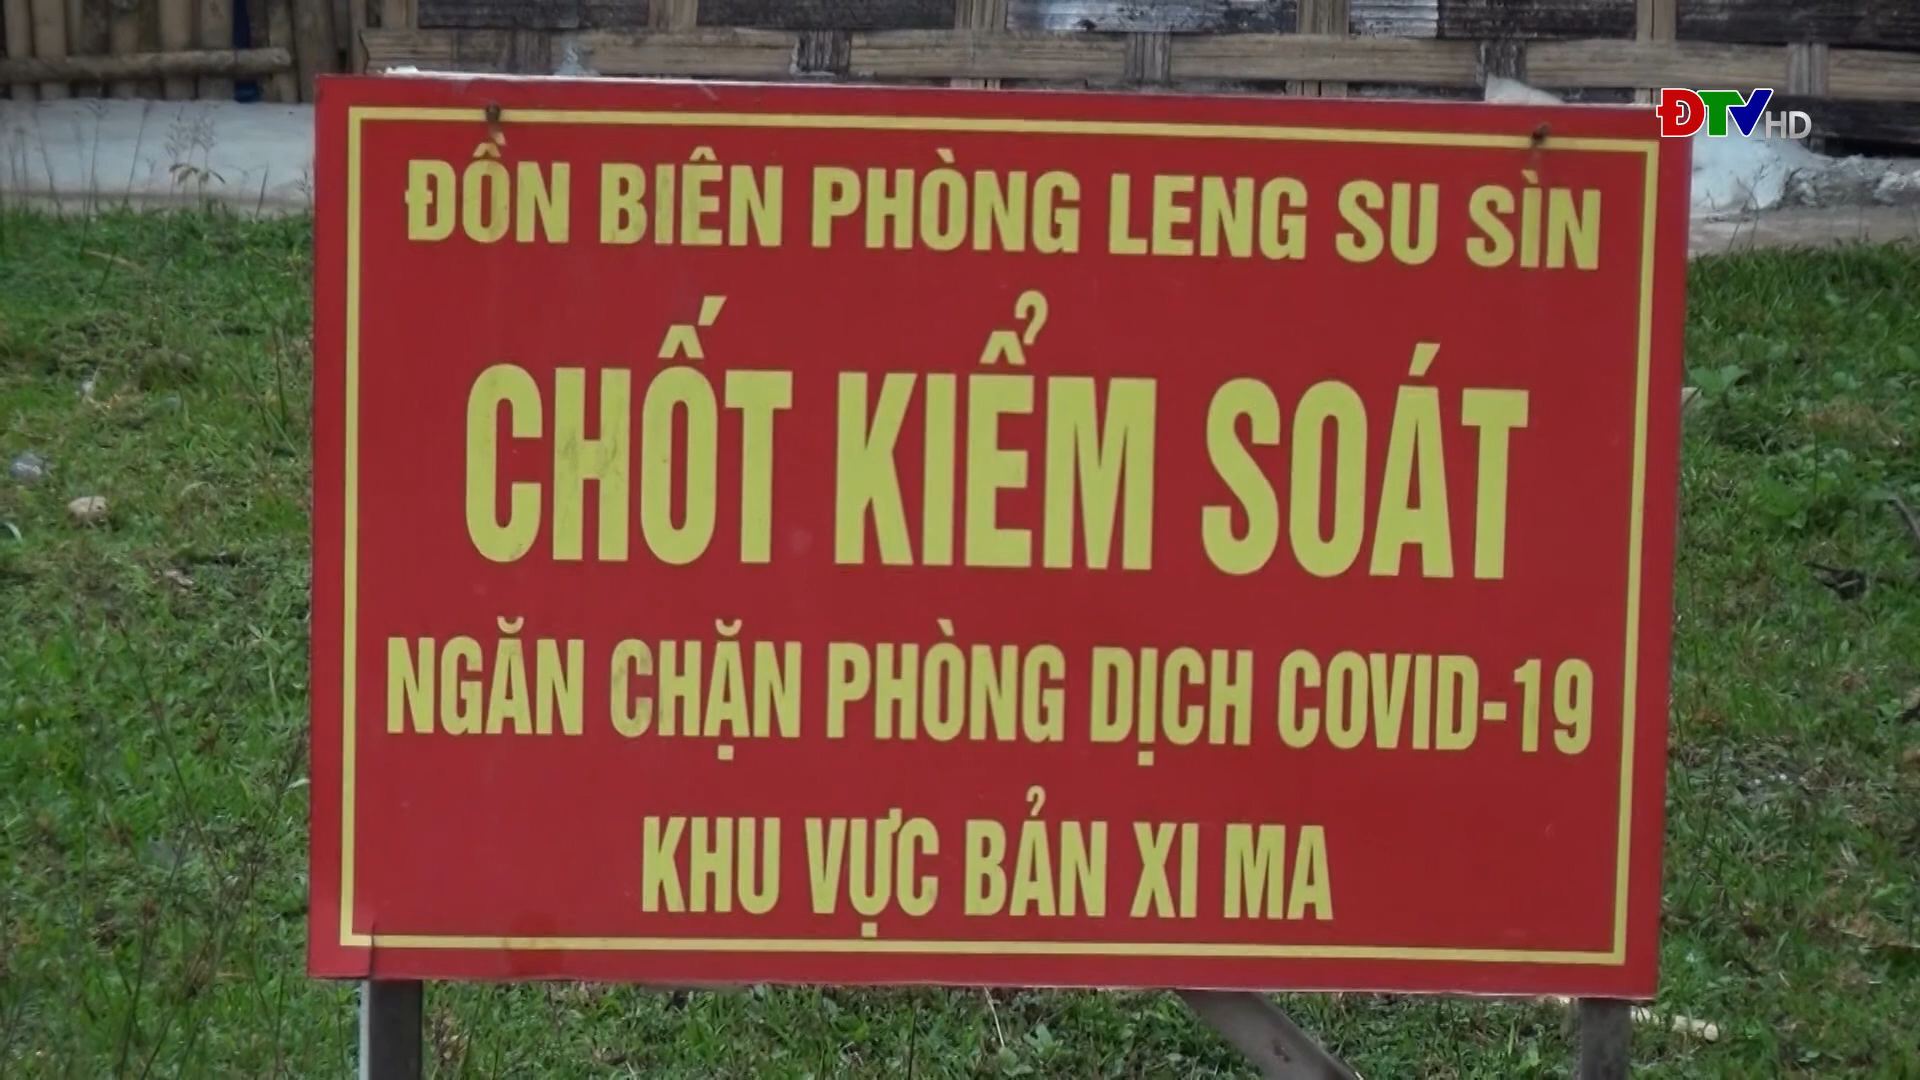 ĐTV HD
ĐỒN BIÊN PHÒNG LENG SU SÌN
CHỐT KIỂM SOÁT
NGĂN CHẶN PHÒNG DỊCH COVID-19
KHU VỰC BẢN XI MA